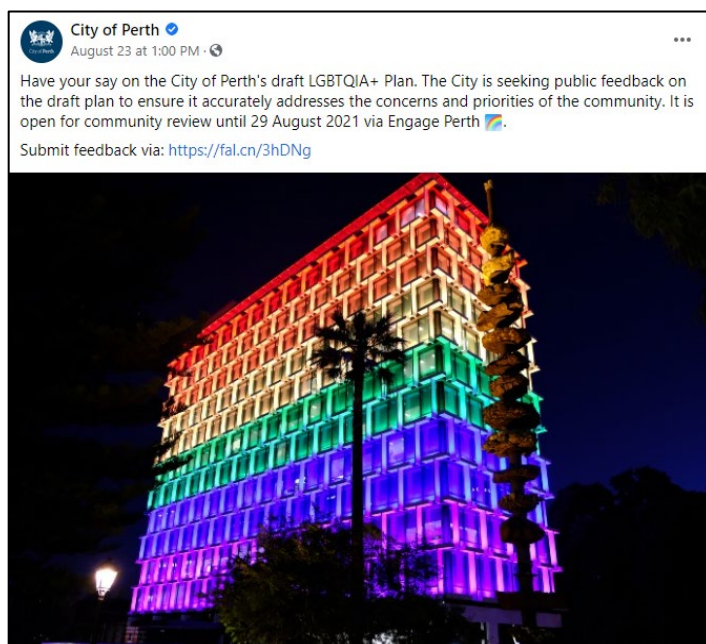 City of Perth
August 23 at 1:00 PM ·
Have your say on the City of Perth's draft LGBTQIA+ Plan. The City is seeking public feedback on
the draft plan to ensure it accurately addresses the concerns and priorities of the community. It is
open for community review until 29 August 2021 via Engage Perth 🌈.
Submit feedback via: https://fal.cn/3hDNg
City of Perth